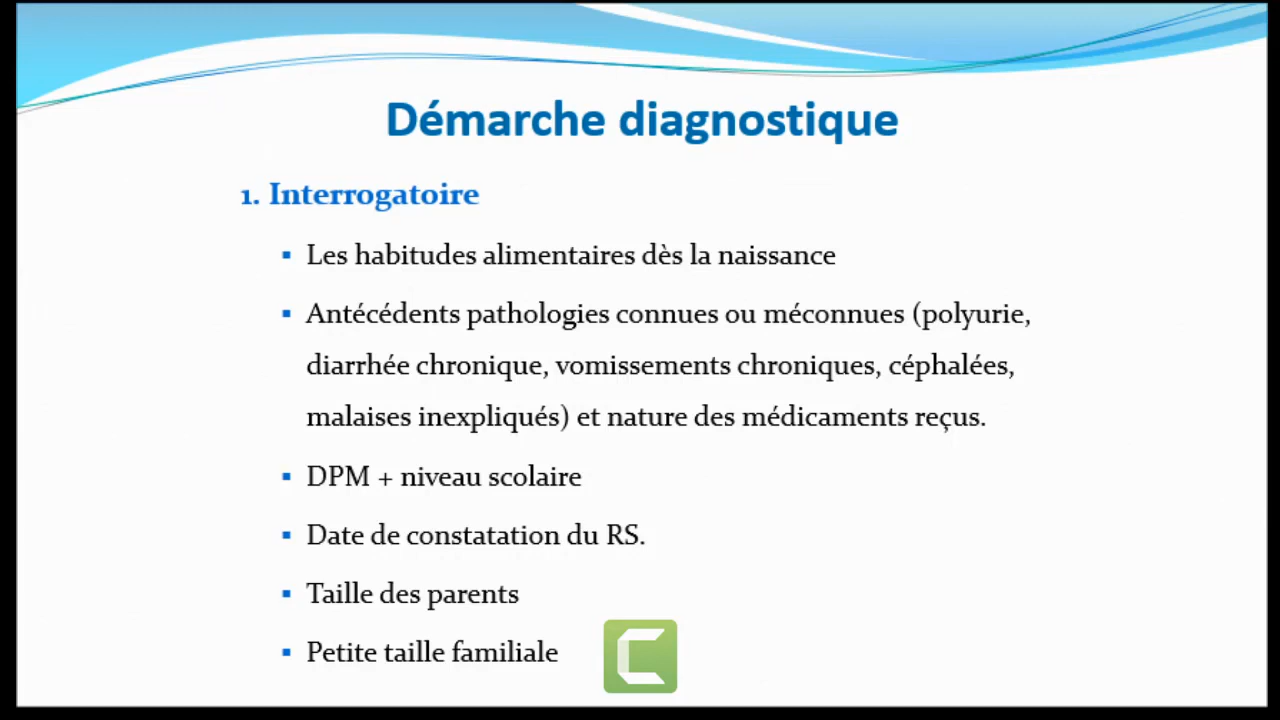 Démarche diagnostique
1. Interrogatoire
▪ Les habitudes alimentaires dès la naissance
▪ Antécédents pathologies connues ou méconnues (polyurie,
diarrhée chronique, vomissements chroniques, céphalées,
malaises inexpliqués) et nature des médicaments reçus.
▪ DPM + niveau scolaire
▪ Date de constatation du RS.
▪ Taille des parents
▪ Petite taille familiale